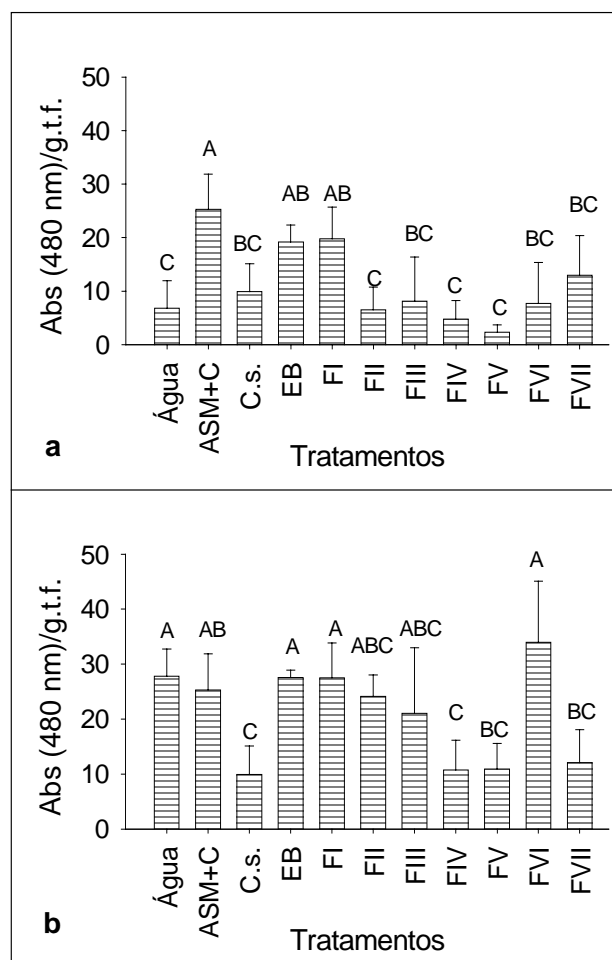 Abs (480 nm)/g.t.f.
50
40
30
20
10
0
C
A
BC
AB
AB
C
BC
C
C
BC
BC
Água
ASM+C
C.s.
EB
FI
FII
FIII
FIV
FV
FVI
FVII
a
Tratamentos
Abs (480 nm)/g.t.f.
50
40
30
20
10
0
A
AB
C
A
A
ABC
ABC
C
BC
A
BC
Água
ASM+C
C.s.
EB
FI
FII
FIII
FIV
FV
FVI
FVII
b
Tratamentos